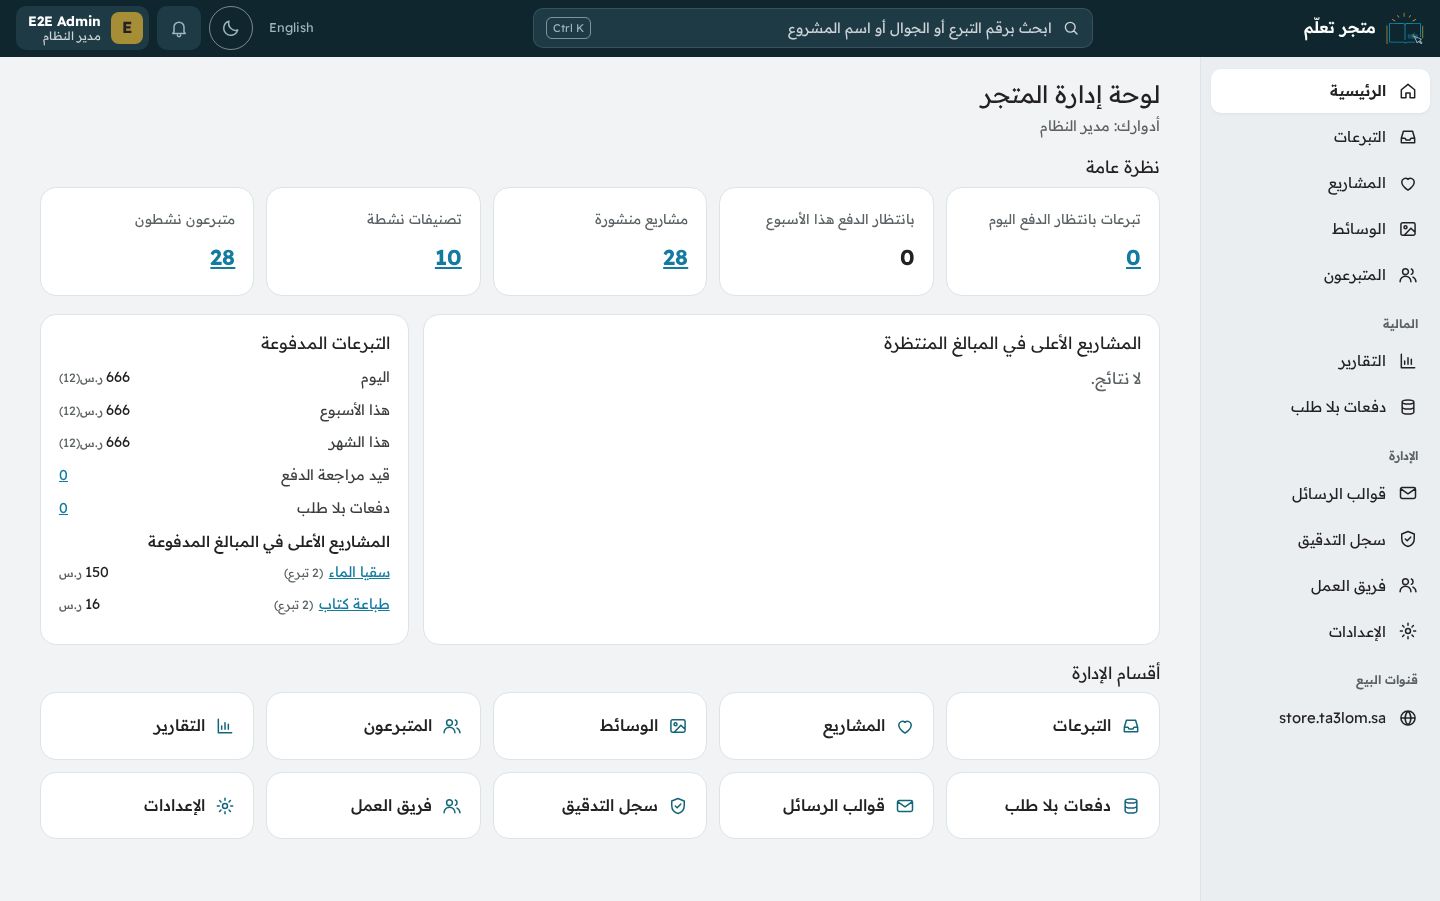 متجر تعلّم
ابحث برقم التبرع أو الجوال أو اسم المشروع
Ctrl K
English
E
E2E Admin
مدير النظام
الرئيسية
التبرعات
المشاريع
الوسائط
المتبرعون
المالية
التقارير
دفعات بلا طلب
الإدارة
قوالب الرسائل
سجل التدقيق
فريق العمل
الإعدادات
قنوات البيع
store.ta3lom.sa
لوحة إدارة المتجر
أدوارك: مدير النظام
نظرة عامة
تبرعات بانتظار الدفع اليوم
0
بانتظار الدفع هذا الأسبوع
0
مشاريع منشورة
28
تصنيفات نشطة
10
متبرعون نشطون
28
المشاريع الأعلى في المبالغ المنتظرة
لا نتائج.
التبرعات المدفوعة
اليوم 666 ر.س(12)
هذا الأسبوع 666 ر.س(12)
هذا الشهر 666 ر.س(12)
قيد مراجعة الدفع 0
دفعات بلا طلب 0
المشاريع الأعلى في المبالغ المدفوعة
سقيا الماء (2 تبرع) 150 ر.س
طباعة كتاب (2 تبرع) 16 ر.س
أقسام الإدارة
التبرعات
المشاريع
الوسائط
المتبرعون
التقارير
دفعات بلا طلب
قوالب الرسائل
سجل التدقيق
فريق العمل
الإعدادات